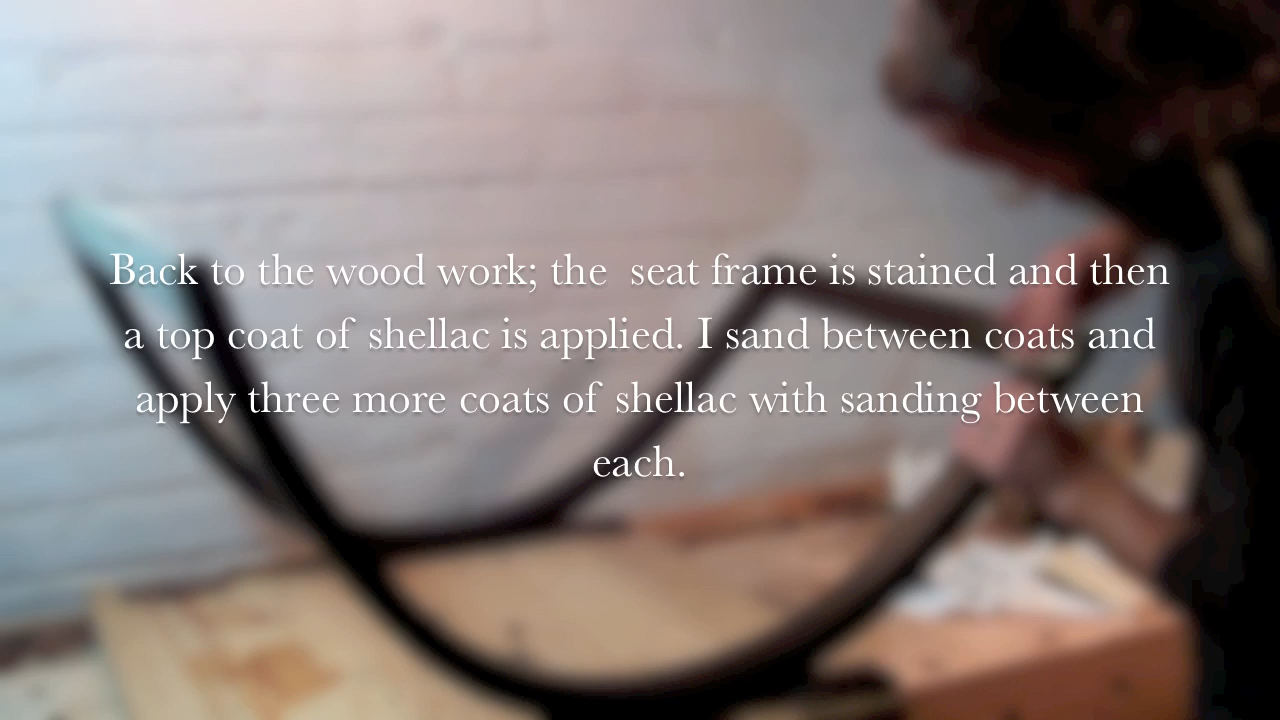 Back to the wood work; the  seat frame is stained and then
a top coat of shellac is applied. I sand between coats and
apply three more coats of shellac with sanding between
each.